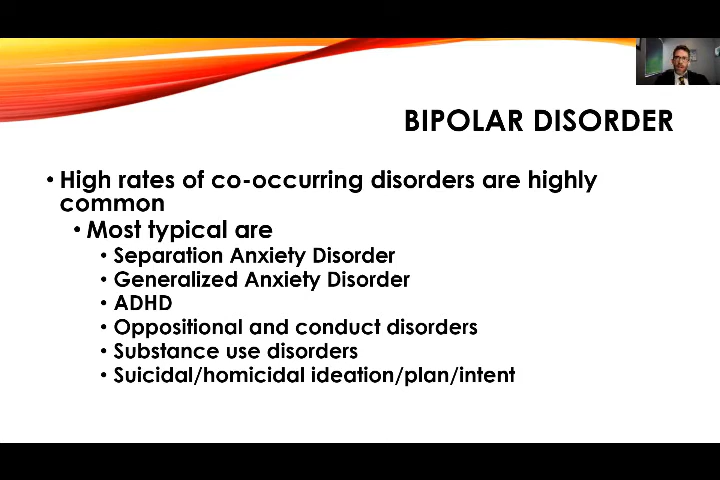 BIPOLAR DISORDER
• High rates of co-occurring disorders are highly
common
• Most typical are
• Separation Anxiety Disorder
• Generalized Anxiety Disorder
• ADHD
• Oppositional and conduct disorders
• Substance use disorders
• Suicidal/homicidal ideation/plan/intent